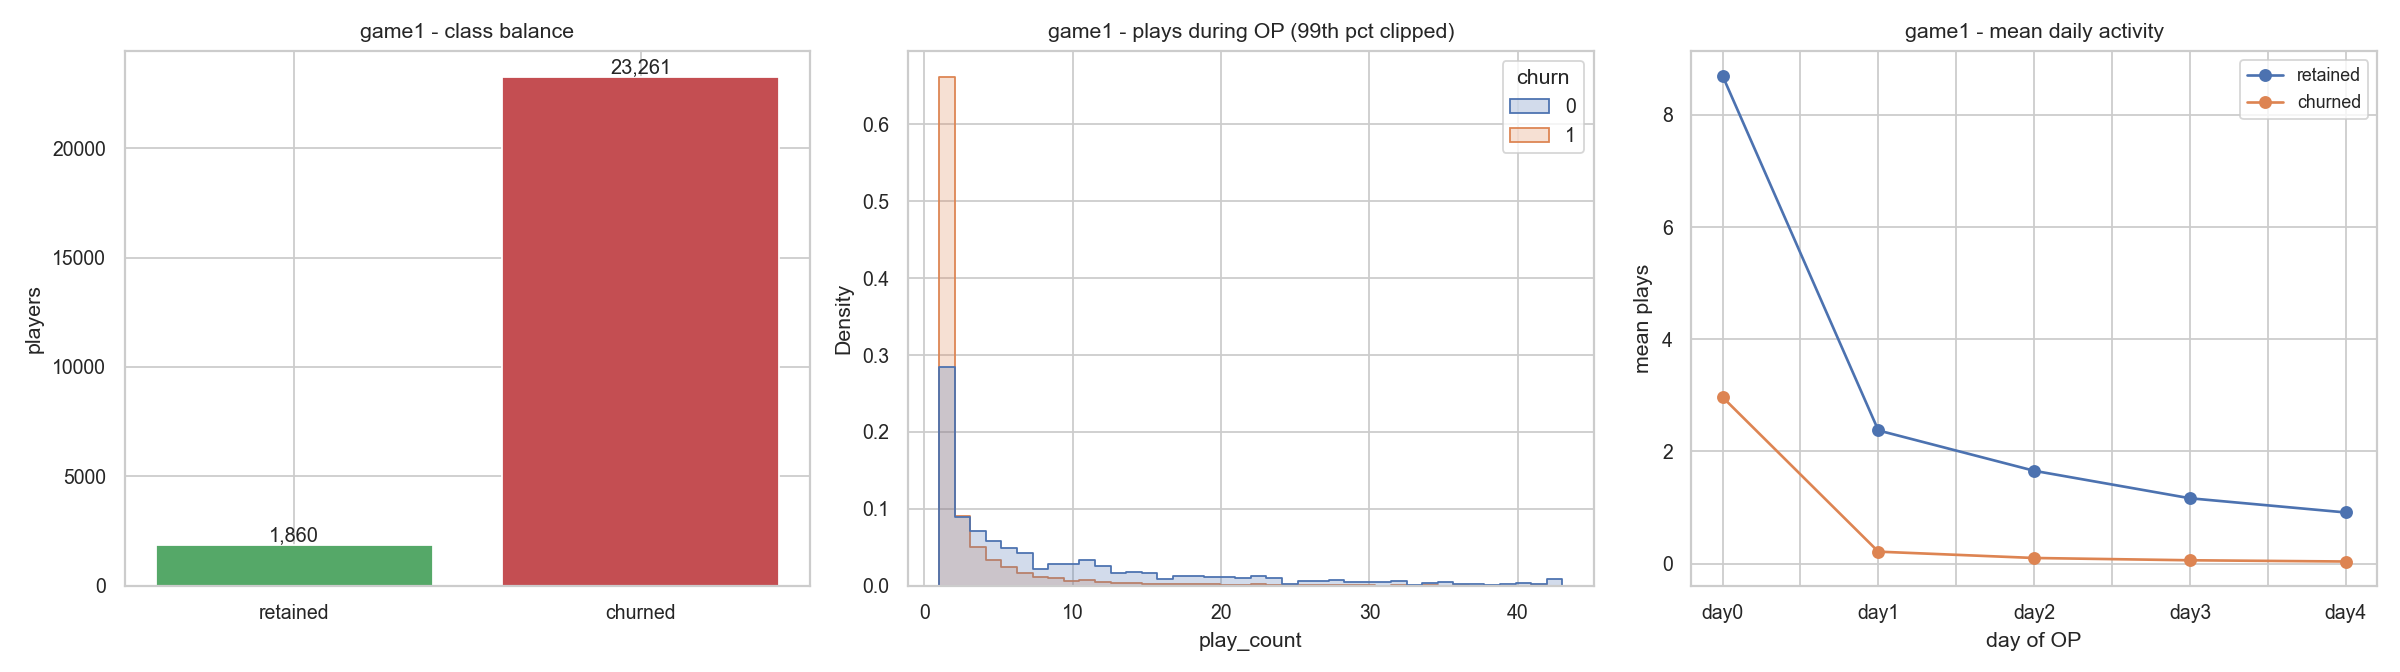 game1 - class balance
players
20000
15000
10000
5000
0
1,860
23,261
retained
churned
game1 - plays during OP (99th pct clipped)
Density
0.6
0.5
0.4
0.3
0.2
0.1
0.0
churn
0
1
0
10
20
30
40
play_count
game1 - mean daily activity
mean plays
8
6
4
2
0
retained
churned
day0
day1
day2
day3
day4
day of OP